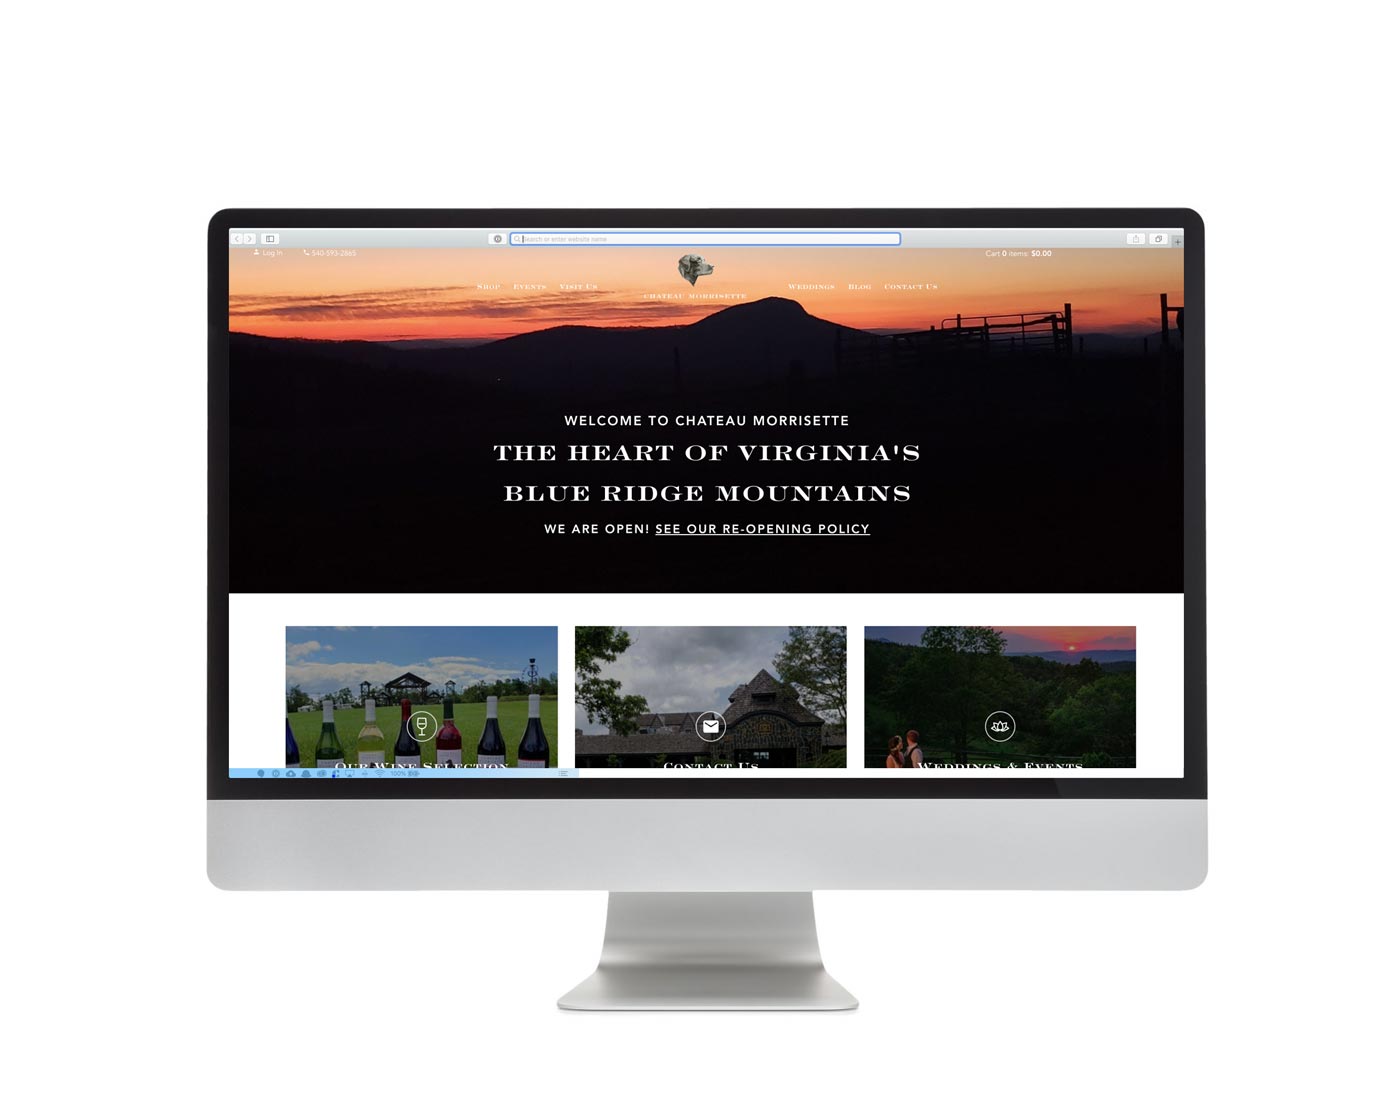 Search or enter website name
Log In
540-593-2865
Cart 0 items: $0.00
Shop Events Visit Us
Chateau Morrisette
Weddings Blog Contact Us
WELCOME TO CHATEAU MORRISETTE
THE HEART OF VIRGINIA'S
BLUE RIDGE MOUNTAINS
WE ARE OPEN! SEE OUR RE-OPENING POLICY
Our Wine Selection
Contact Us
Weddings & Events
100%